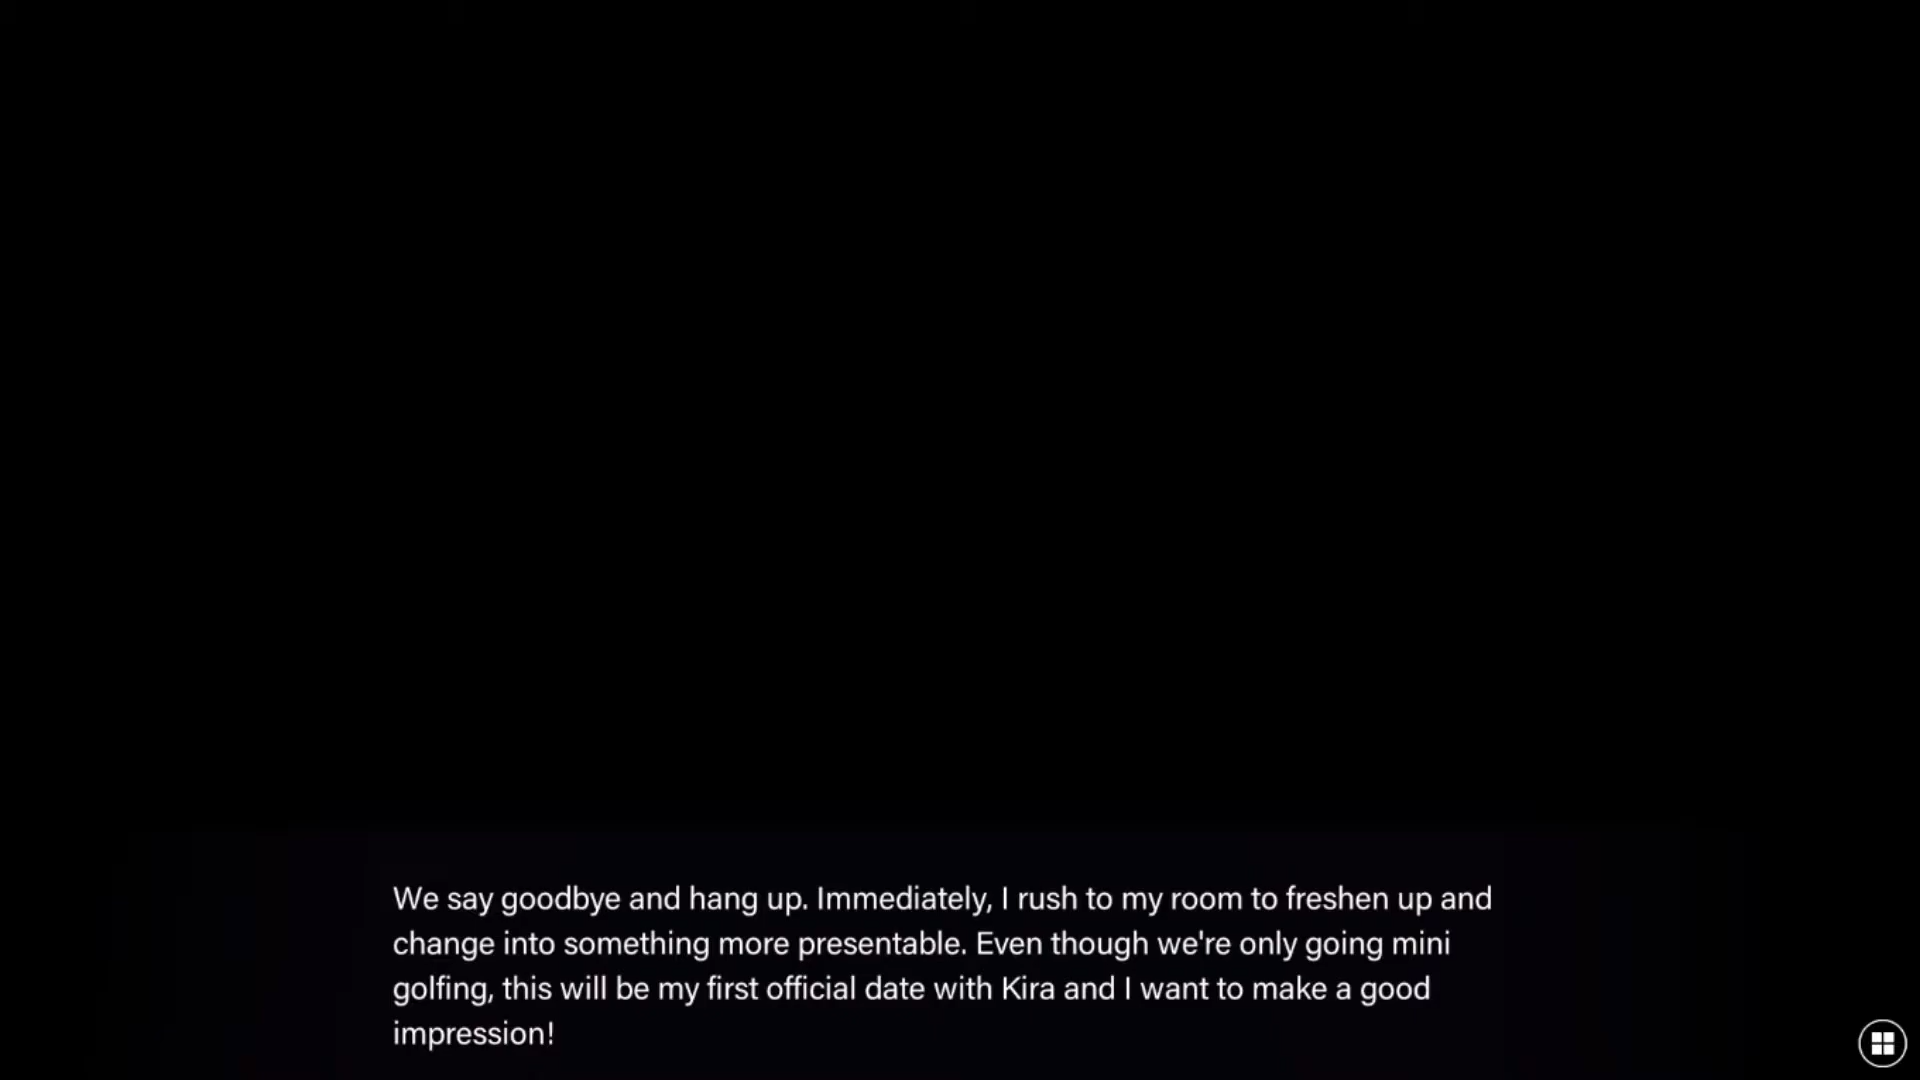 We say goodbye and hang up. Immediately, I rush to my room to freshen up and
change into something more presentable. Even though we're only going mini
golfing, this will be my first official date with Kira and I want to make a good
impression!